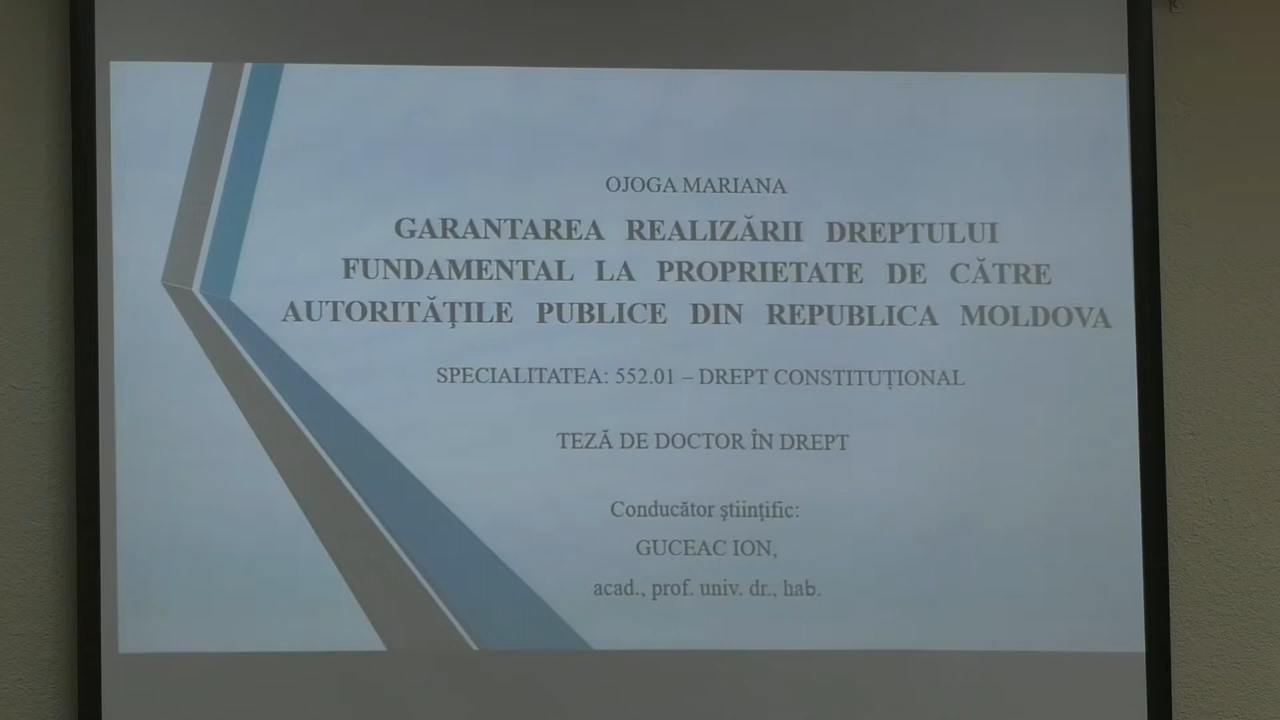 OJOGA MARIANA
GARANTAREA REALIZĂRII DREPTULUI
FUNDAMENTAL LA PROPRIETATE DE CĂTRE
AUTORITĂŢILE PUBLICE DIN REPUBLICA MOLDOVA
SPECIALITATEA: 552.01 – DREPT CONSTITUȚIONAL
TEZĂ DE DOCTOR ÎN DREPT
Conducător ştiinţific:
GUCEAC ION,
acad., prof. univ. dr., hab.